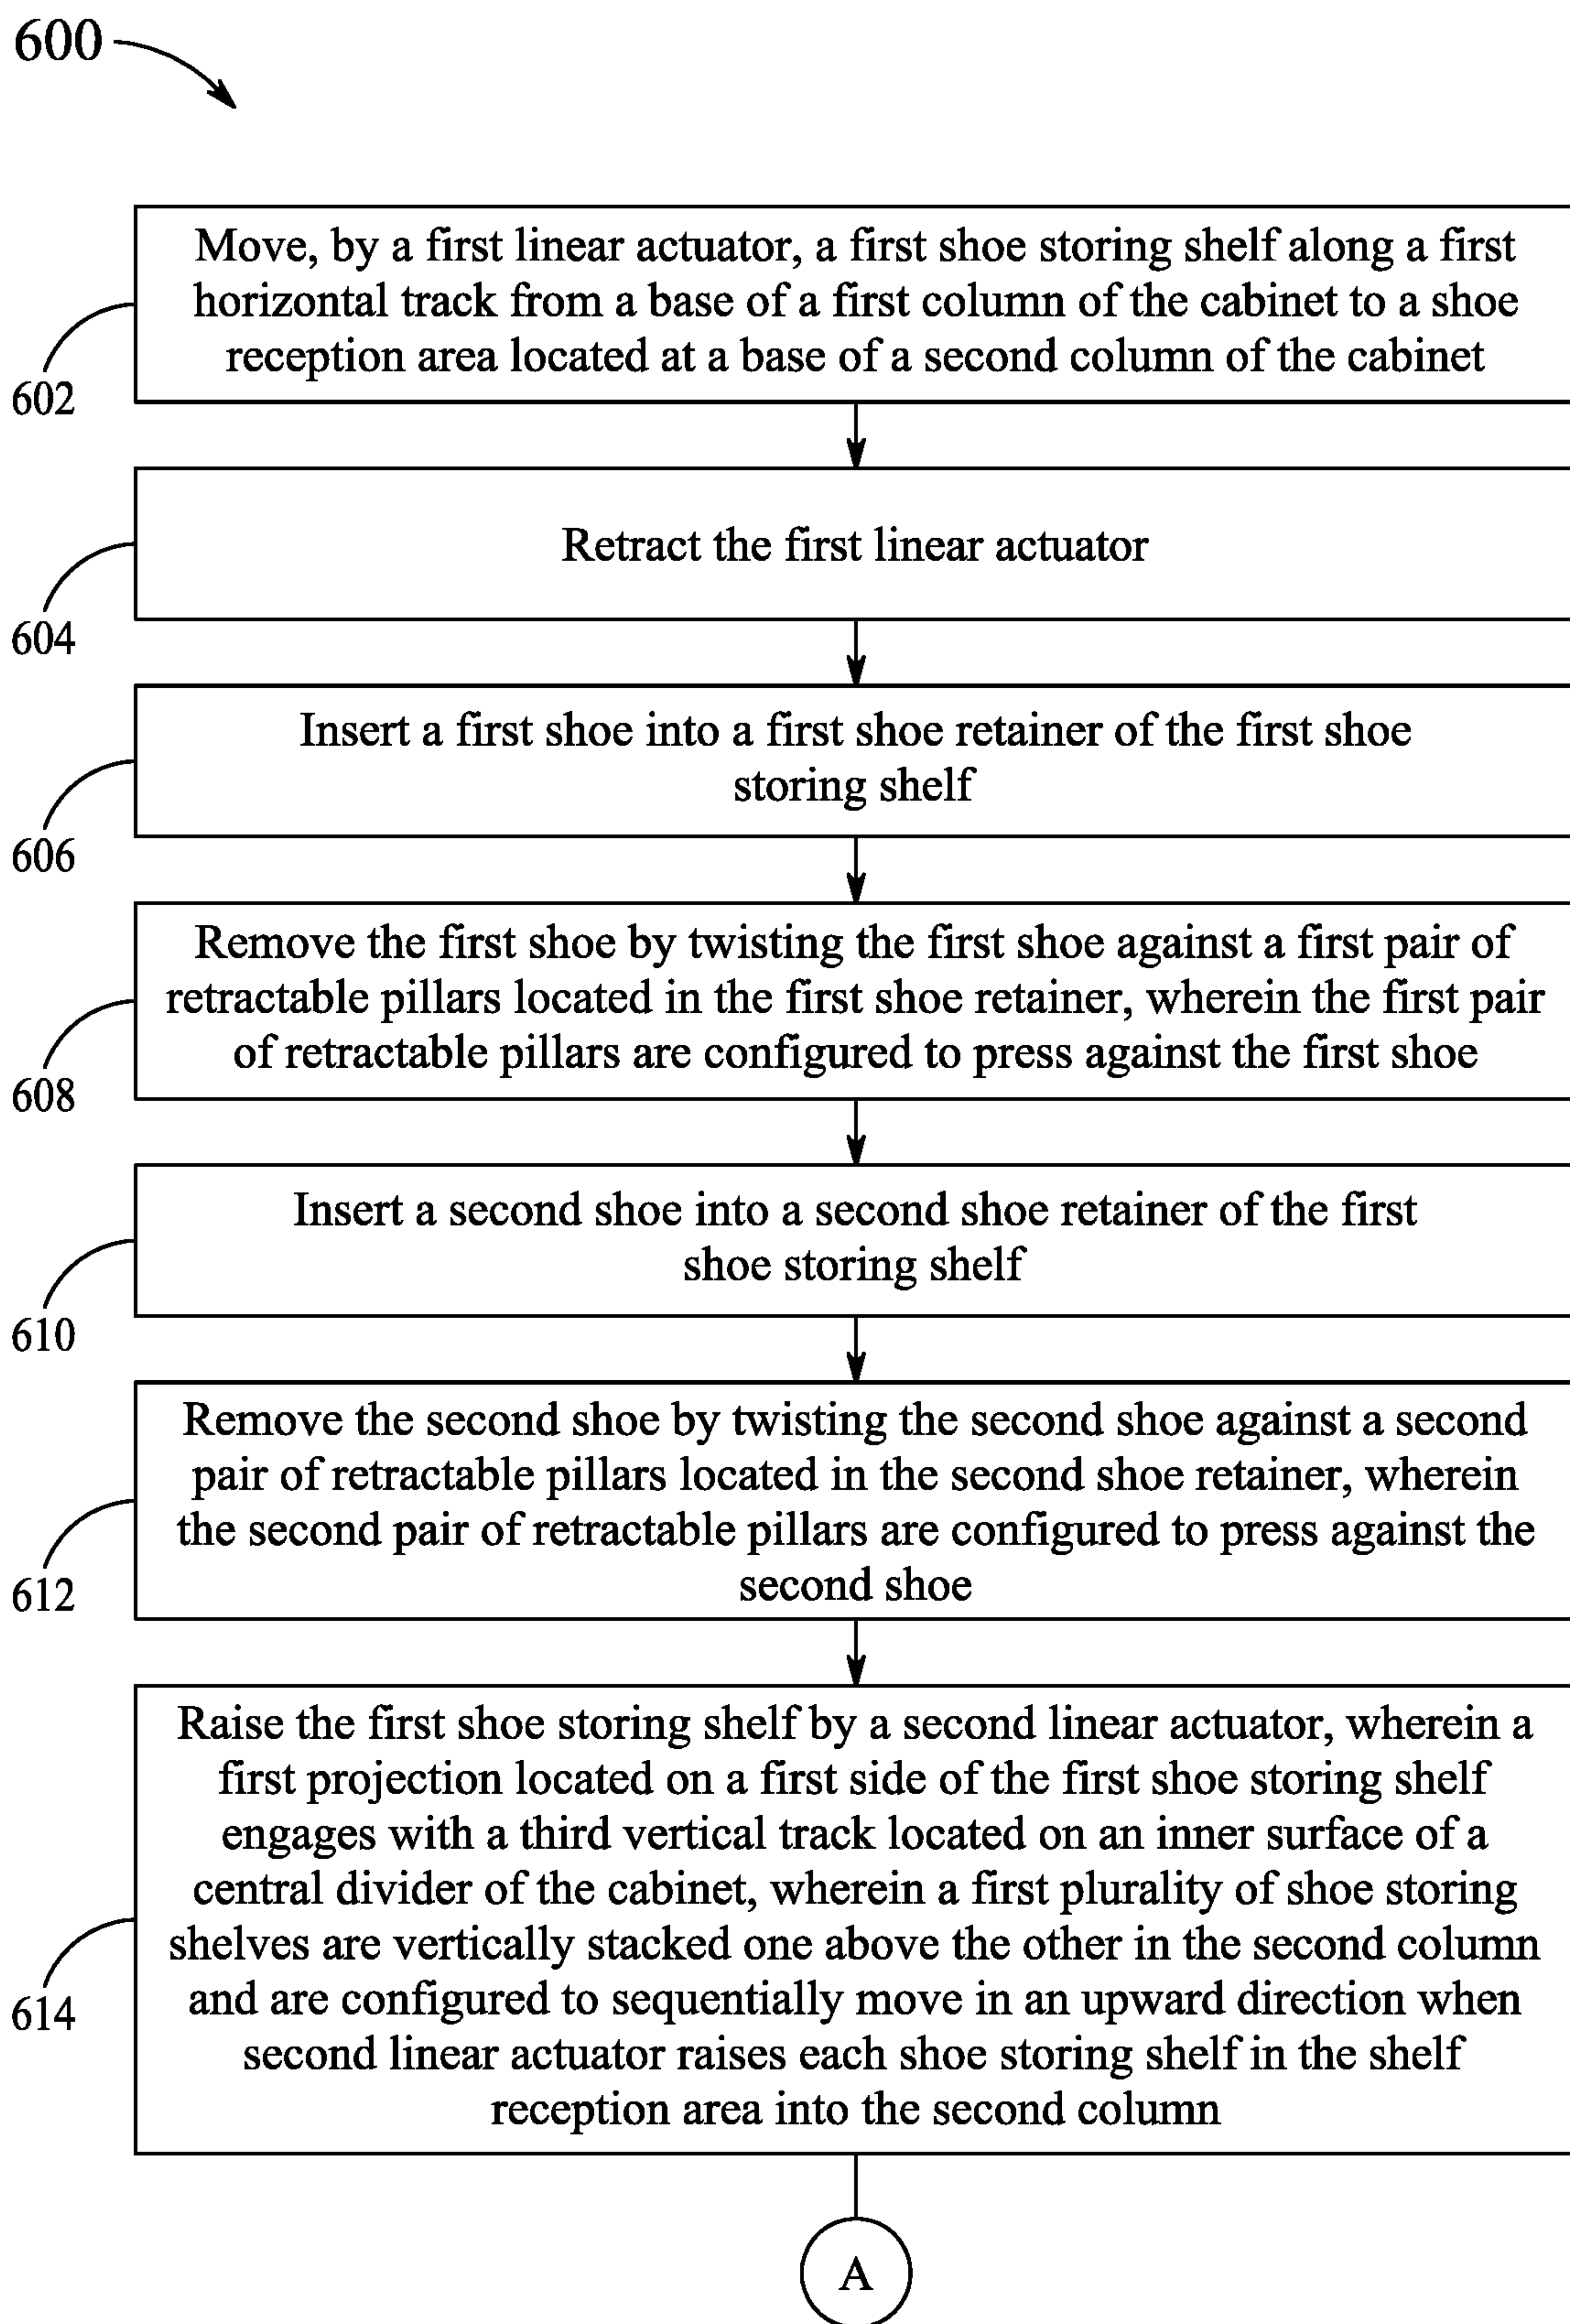 600
Move, by a first linear actuator, a first shoe storing shelf along a first
horizontal track from a base of a first column of the cabinet to a shoe
reception area located at a base of a second column of the cabinet
602
Retract the first linear actuator
604
Insert a first shoe into a first shoe retainer of the first shoe
storing shelf
606
Remove the first shoe by twisting the first shoe against a first pair of
retractable pillars located in the first shoe retainer, wherein the first pair
of retractable pillars are configured to press against the first shoe
608
Insert a second shoe into a second shoe retainer of the first
shoe storing shelf
610
Remove the second shoe by twisting the second shoe against a second
pair of retractable pillars located in the second shoe retainer, wherein
the second pair of retractable pillars are configured to press against the
second shoe
612
Raise the first shoe storing shelf by a second linear actuator, wherein a
first projection located on a first side of the first shoe storing shelf
engages with a third vertical track located on an inner surface of a
central divider of the cabinet, wherein a first plurality of shoe storing
shelves are vertically stacked one above the other in the second column
and are configured to sequentially move in an upward direction when
second linear actuator raises each shoe storing shelf in the shelf
reception area into the second column
614
A